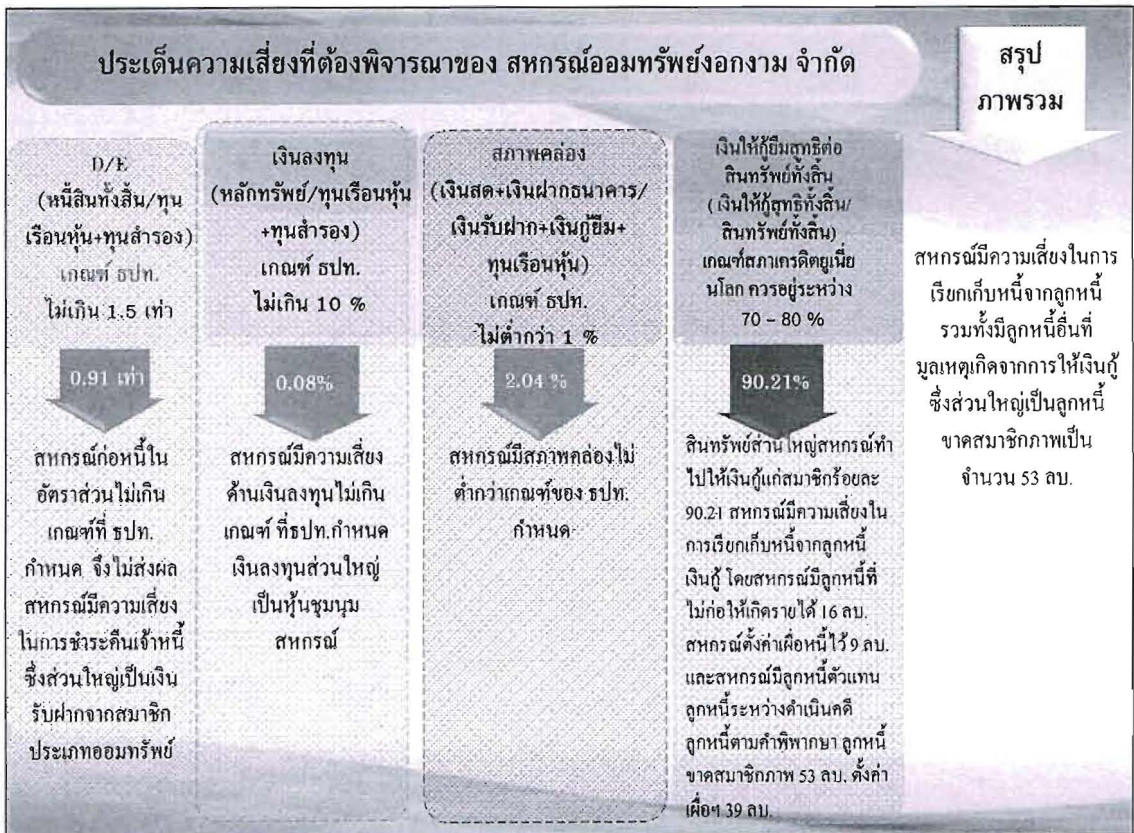 ประเด็นความเสี่ยงที่ต้องพิจารณาของ สหกรณ์ออมทรัพย์งอกงาม จำกัด
สรุป
ภาพรวม
D/E
(หนี้สินทั้งสิ้น/ทุน
เรือนหุ้น+ทุนสำรอง)
เกณฑ์ ธปท.
ไม่เกิน 1.5 เท่า
0.91 เท่า
สหกรณ์ก่อหนี้ใน
อัตราส่วนไม่เกิน
เกณฑ์ที่ ธปท.
กำหนด จึงไม่ส่งผล
สหกรณ์มีความเสี่ยง
ในการชำระคืนเจ้าหนี้
ซึ่งส่วนใหญ่เป็นเงิน
รับฝากจากสมาชิก
ประเภทออมทรัพย์
เงินลงทุน
(หลักทรัพย์/ทุนเรือนหุ้น
+ทุนสำรอง)
เกณฑ์ ธปท.
ไม่เกิน 10 %
0.08%
สหกรณ์มีความเสี่ยง
ด้านเงินลงทุนไม่เกิน
เกณฑ์ ที่ธปท.กำหนด
เงินลงทุนส่วนใหญ่
เป็นหุ้นชุมนุม
สหกรณ์
สภาพคล่อง
(เงินสด+เงินฝากธนาคาร/
เงินรับฝาก+เงินกู้ยืม+
ทุนเรือนหุ้น)
เกณฑ์ ธปท.
ไม่ต่ำกว่า 1 %
2.04 %
สหกรณ์มีสภาพคล่องไม่
ต่ำกว่าเกณฑ์ของ ธปท.
กำหนด
เงินให้กู้ยืมสุทธิต่อ
สินทรัพย์ทั้งสิ้น
(เงินให้กู้สุทธิทั้งสิ้น/
สินทรัพย์ทั้งสิ้น)
เกณฑ์สภาเครดิตยูเนี่ย
นโลก ควรอยู่ระหว่าง
70 – 80 %
90.21%
สินทรัพย์ส่วนใหญ่สหกรณ์ทำ
ไปให้เงินกู้แก่สมาชิกร้อยละ
90.21 สหกรณ์มีความเสี่ยงใน
การเรียกเก็บหนี้จากลูกหนี้
เงินกู้ โดยสหกรณ์มีลูกหนี้ที่
ไม่ก่อให้เกิดรายได้ 16 ลบ.
สหกรณ์ตั้งค่าเผื่อหนี้ไว้ 9 ลบ.
และสหกรณ์มีลูกหนี้ตัวแทน
ลูกหนี้ระหว่างดำเนินคดี
ลูกหนี้ตามคำพิพากษา ลูกหนี้
ขาดสมาชิกภาพ 53 ลบ. ตั้งค่า
เผื่อฯ 39 ลบ.
สหกรณ์มีความเสี่ยงในการ
เรียกเก็บหนี้จากลูกหนี้
รวมทั้งมีลูกหนี้อื่นที่
มูลเหตุเกิดจากการให้เงินกู้
ซึ่งส่วนใหญ่เป็นลูกหนี้
ขาดสมาชิกภาพเป็น
จำนวน 53 ลบ.